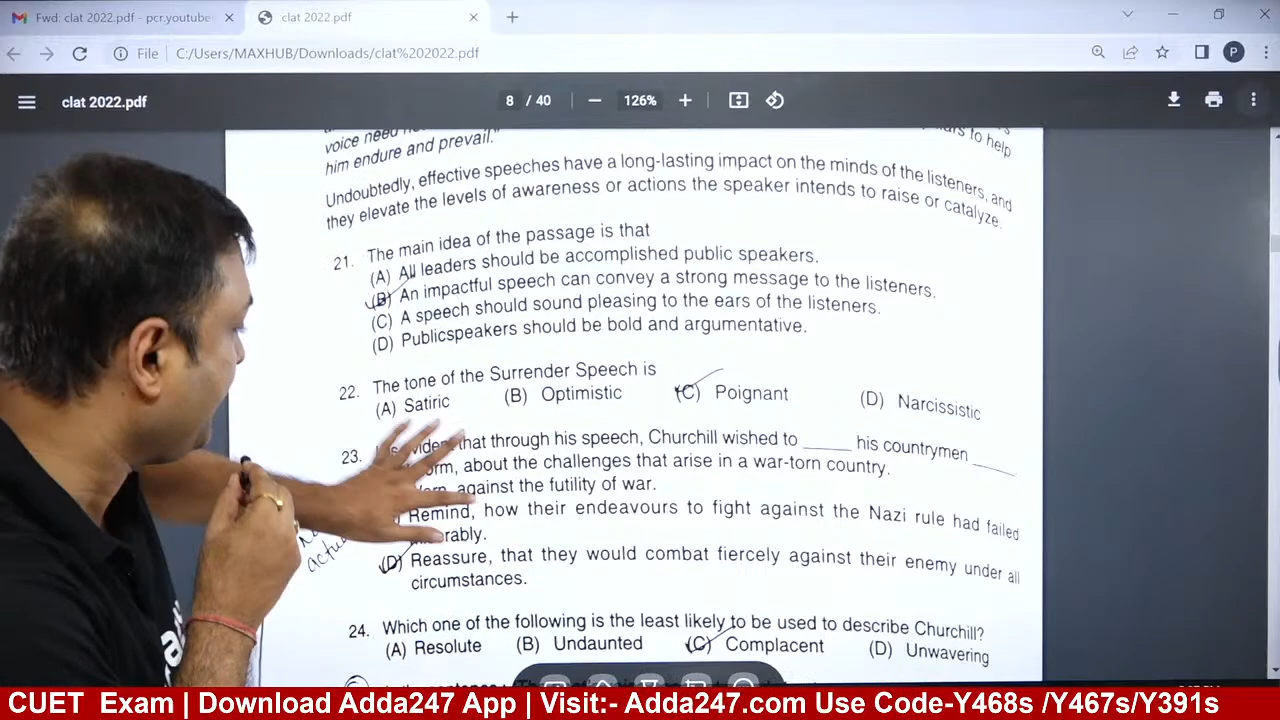 Fwd: clat 2022.pdf - pcr.youtube
clat 2022.pdf
File
C:/Users/MAXHUB/Downloads/clat%202022.pdf
P
clat 2022.pdf
8 / 40
126%
voice need
to help
him endure and prevail."
Undoubtedly, effective speeches have a long-lasting impact on the minds of the listeners, and
they elevate the levels of awareness or actions the speaker intends to raise or catalyze.
21. The main idea of the passage is that
(A) All leaders should be accomplished public speakers.
(B) An impactful speech can convey a strong message to the listeners.
(C) A speech should sound pleasing to the ears of the listeners.
(D) Publicspeakers should be bold and argumentative.
22. The tone of the Surrender Speech is
(A) Satiric (B) Optimistic (C) Poignant (D) Narcissistic
23. that through his speech, Churchill wished to _____ his countrymen _____
about the challenges that arise in a war-torn country.
against the futility of war.
Remind, how their endeavours to fight against the Nazi rule had failed
(D) Reassure, that they would combat fiercely against their enemy under all
circumstances.
24. Which one of the following is the least likely to be used to describe Churchill?
(A) Resolute (B) Undaunted (C) Complacent (D) Unwavering
CUET Exam | Download Adda247 App | Visit:- Adda247.com Use Code-Y468s /Y467s/Y391s